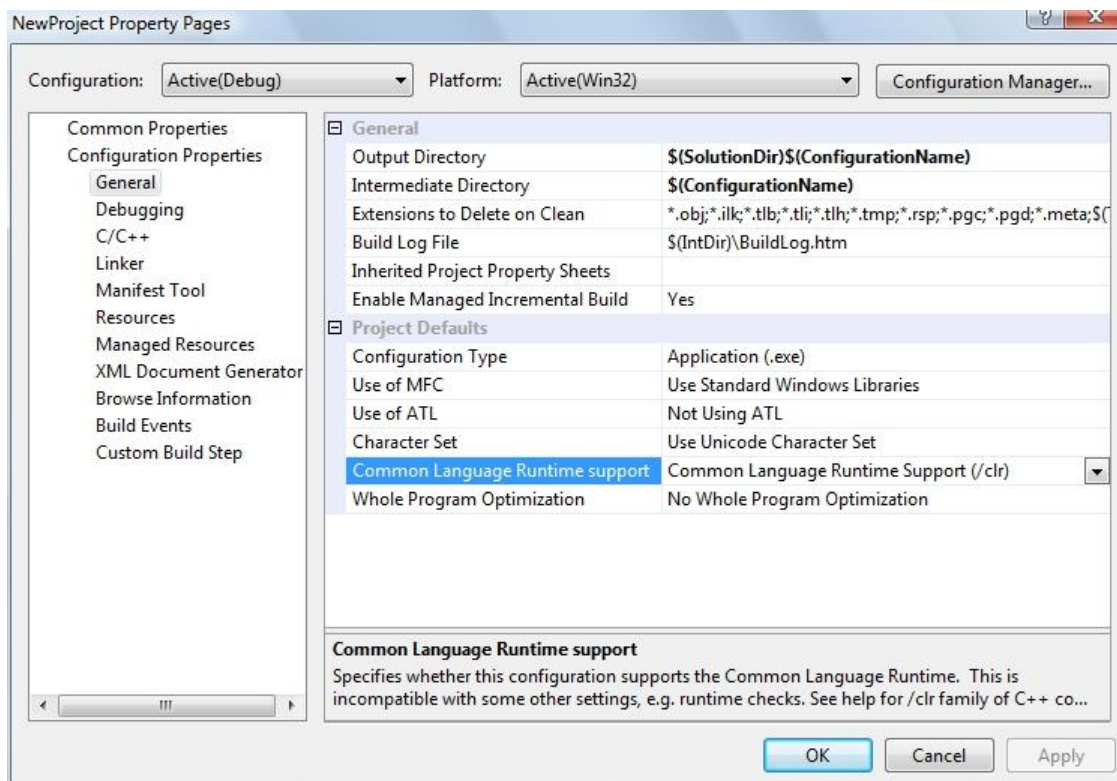 NewProject Property Pages
Configuration: Active(Debug) Platform: Active(Win32) Configuration Manager...
Common Properties
Configuration Properties
General
Debugging
C/C++
Linker
Manifest Tool
Resources
Managed Resources
XML Document Generator
Browse Information
Build Events
Custom Build Step
General
Output Directory $(SolutionDir)$(ConfigurationName)
Intermediate Directory $(ConfigurationName)
Extensions to Delete on Clean *.obj;*.ilk;*.tlb;*.tli;*.tlh;*.tmp;*.rsp;*.pgc;*.pgd;*.meta;$(
Build Log File $(IntDir)\BuildLog.htm
Inherited Project Property Sheets
Enable Managed Incremental Build Yes
Project Defaults
Configuration Type Application (.exe)
Use of MFC Use Standard Windows Libraries
Use of ATL Not Using ATL
Character Set Use Unicode Character Set
Common Language Runtime support Common Language Runtime Support (/clr)
Whole Program Optimization No Whole Program Optimization
Common Language Runtime support
Specifies whether this configuration supports the Common Language Runtime. This is
incompatible with some other settings, e.g. runtime checks. See help for /clr family of C++ co...
OK Cancel Apply